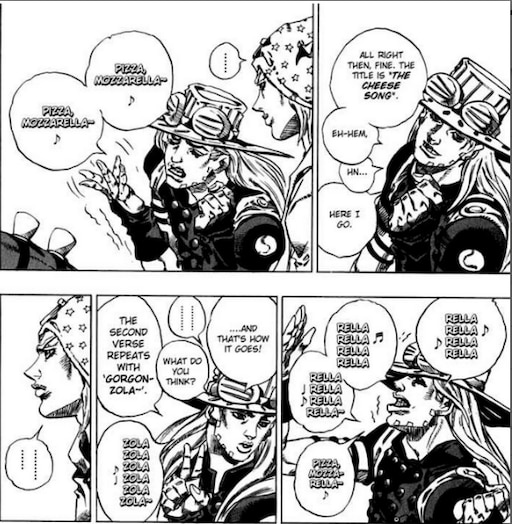 ALL RIGHT
THEN, FINE. THE
TITLE IS "THE
CHEESE
SONG".
EH-HEM,
HN...
HERE I
GO.
....
PIZZA,
MOZZARELLA~
♪
PIZZA,
MOZZARELLA~
♪
RELLA
RELLA
RELLA ♪
RELLA
RELLA
RELLA ♬
RELLA
RELLA
RELLA
♩ RELLA
♪ RELLA
RELLA~
PIZZA,
MOZZA-
RELLA~
♪
....AND
THAT'S HOW
IT GOES!
.....
WHAT DO
YOU
THINK?
THE
SECOND
VERSE
REPEATS
WITH
'GORGON-
ZOLA~'.
ZOLA
ZOLA
ZOLA
♪ ZOLA
ZOLA
ZOLA~
......